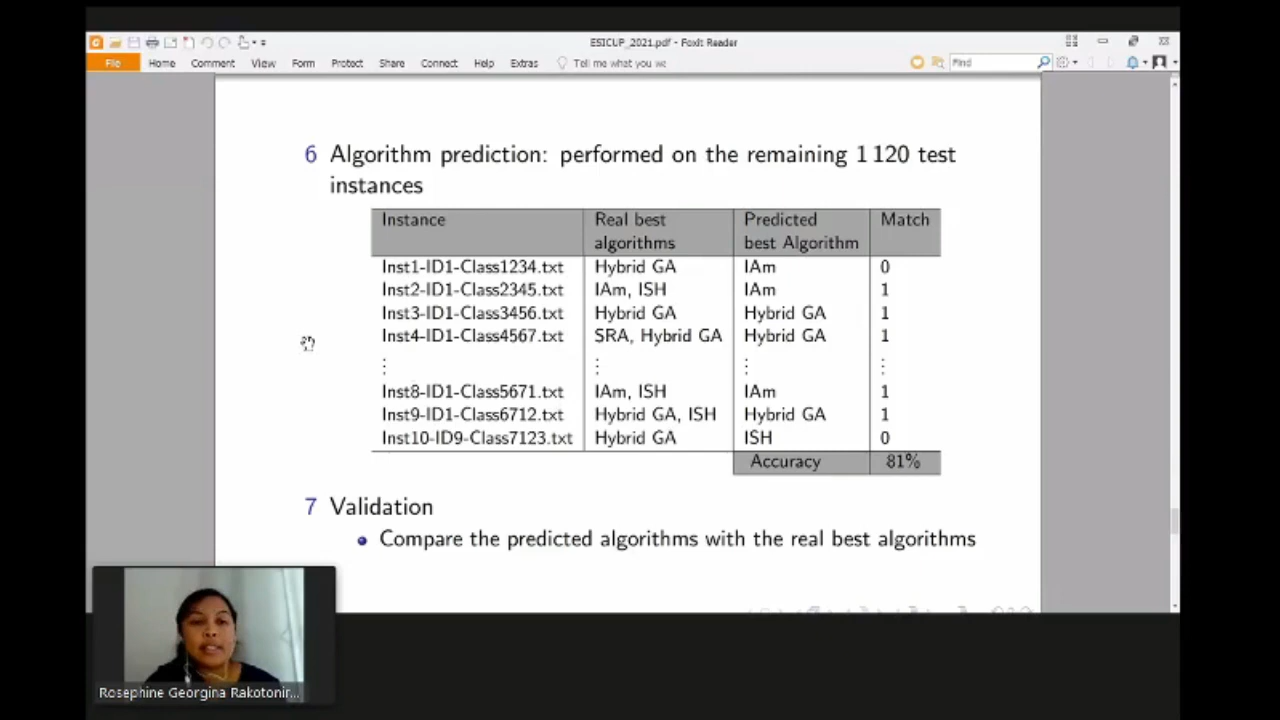 ESICUP_2021.pdf - Foxit Reader
File Home Comment View Form Protect Share Connect Help Extras Tell me what you we Find
6 Algorithm prediction: performed on the remaining 1 120 test
instances
Instance Real best Predicted Match
algorithms best Algorithm
Inst1-ID1-Class1234.txt Hybrid GA IAm 0
Inst2-ID1-Class2345.txt IAm, ISH IAm 1
Inst3-ID1-Class3456.txt Hybrid GA Hybrid GA 1
Inst4-ID1-Class4567.txt SRA, Hybrid GA Hybrid GA 1
⋮ ⋮ ⋮ ⋮
Inst8-ID1-Class5671.txt IAm, ISH IAm 1
Inst9-ID1-Class6712.txt Hybrid GA, ISH Hybrid GA 1
Inst10-ID9-Class7123.txt Hybrid GA ISH 0
Accuracy 81%
7 Validation
• Compare the predicted algorithms with the real best algorithms
Rosephine Georgina Rakotonir...